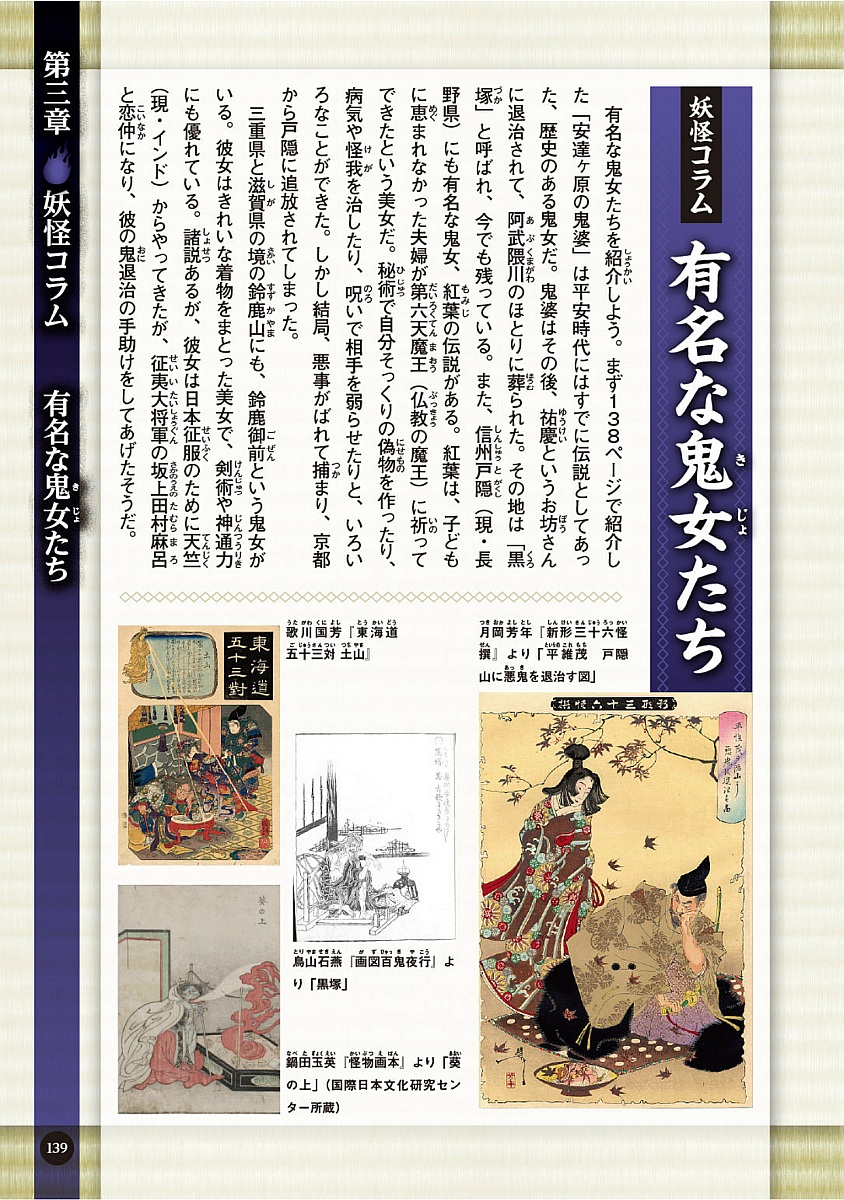 妖怪コラム
有名な鬼女たち
有名な鬼女たちを紹介しよう。まず138ページで紹介し
た「安達ヶ原の鬼婆」は平安時代にはすでに伝説としてあっ
た、歴史のある鬼女だ。鬼婆はその後、祐慶というお坊さん
に退治されて、阿武隈川のほとりに葬られた。その地は「黒
塚」と呼ばれ、今でも残っている。また、信州戸隠（現・長
野県）にも有名な鬼女、紅葉の伝説がある。紅葉は、子ども
に恵まれなかった夫婦が第六天魔王（仏教の魔王）に祈って
できたという美女だ。秘術で自分そっくりの偽物を作ったり、
病気や怪我を治したり、呪いで相手を弱らせたりと、いろい
ろなことができた。しかし結局、悪事がばれて捕まり、京都
から戸隠に追放されてしまった。
三重県と滋賀県の境の鈴鹿山にも、鈴鹿御前という鬼女が
いる。彼女はきれいな着物をまとった美女で、剣術や神通力
にも優れている。諸説あるが、彼女は日本征服のために天竺
（現・インド）からやってきたが、征夷大将軍の坂上田村麻呂
と恋仲になり、彼の鬼退治の手助けをしてあげたそうだ。
月岡芳年『新形三十六怪
撰』より「平維茂　戸隠
山に悪鬼を退治す図」
新形三十六怪撰
歌川国芳『東海道
五十三対 土山』
東海道
五十三對
土山
鳥山石燕『画図百鬼夜行』よ
り「黒塚」
鍋田玉英『怪物画本』より「葵
の上」（国際日本文化研究セン
ター所蔵）
葵の上
第三章　妖怪コラム　有名な鬼女たち
139